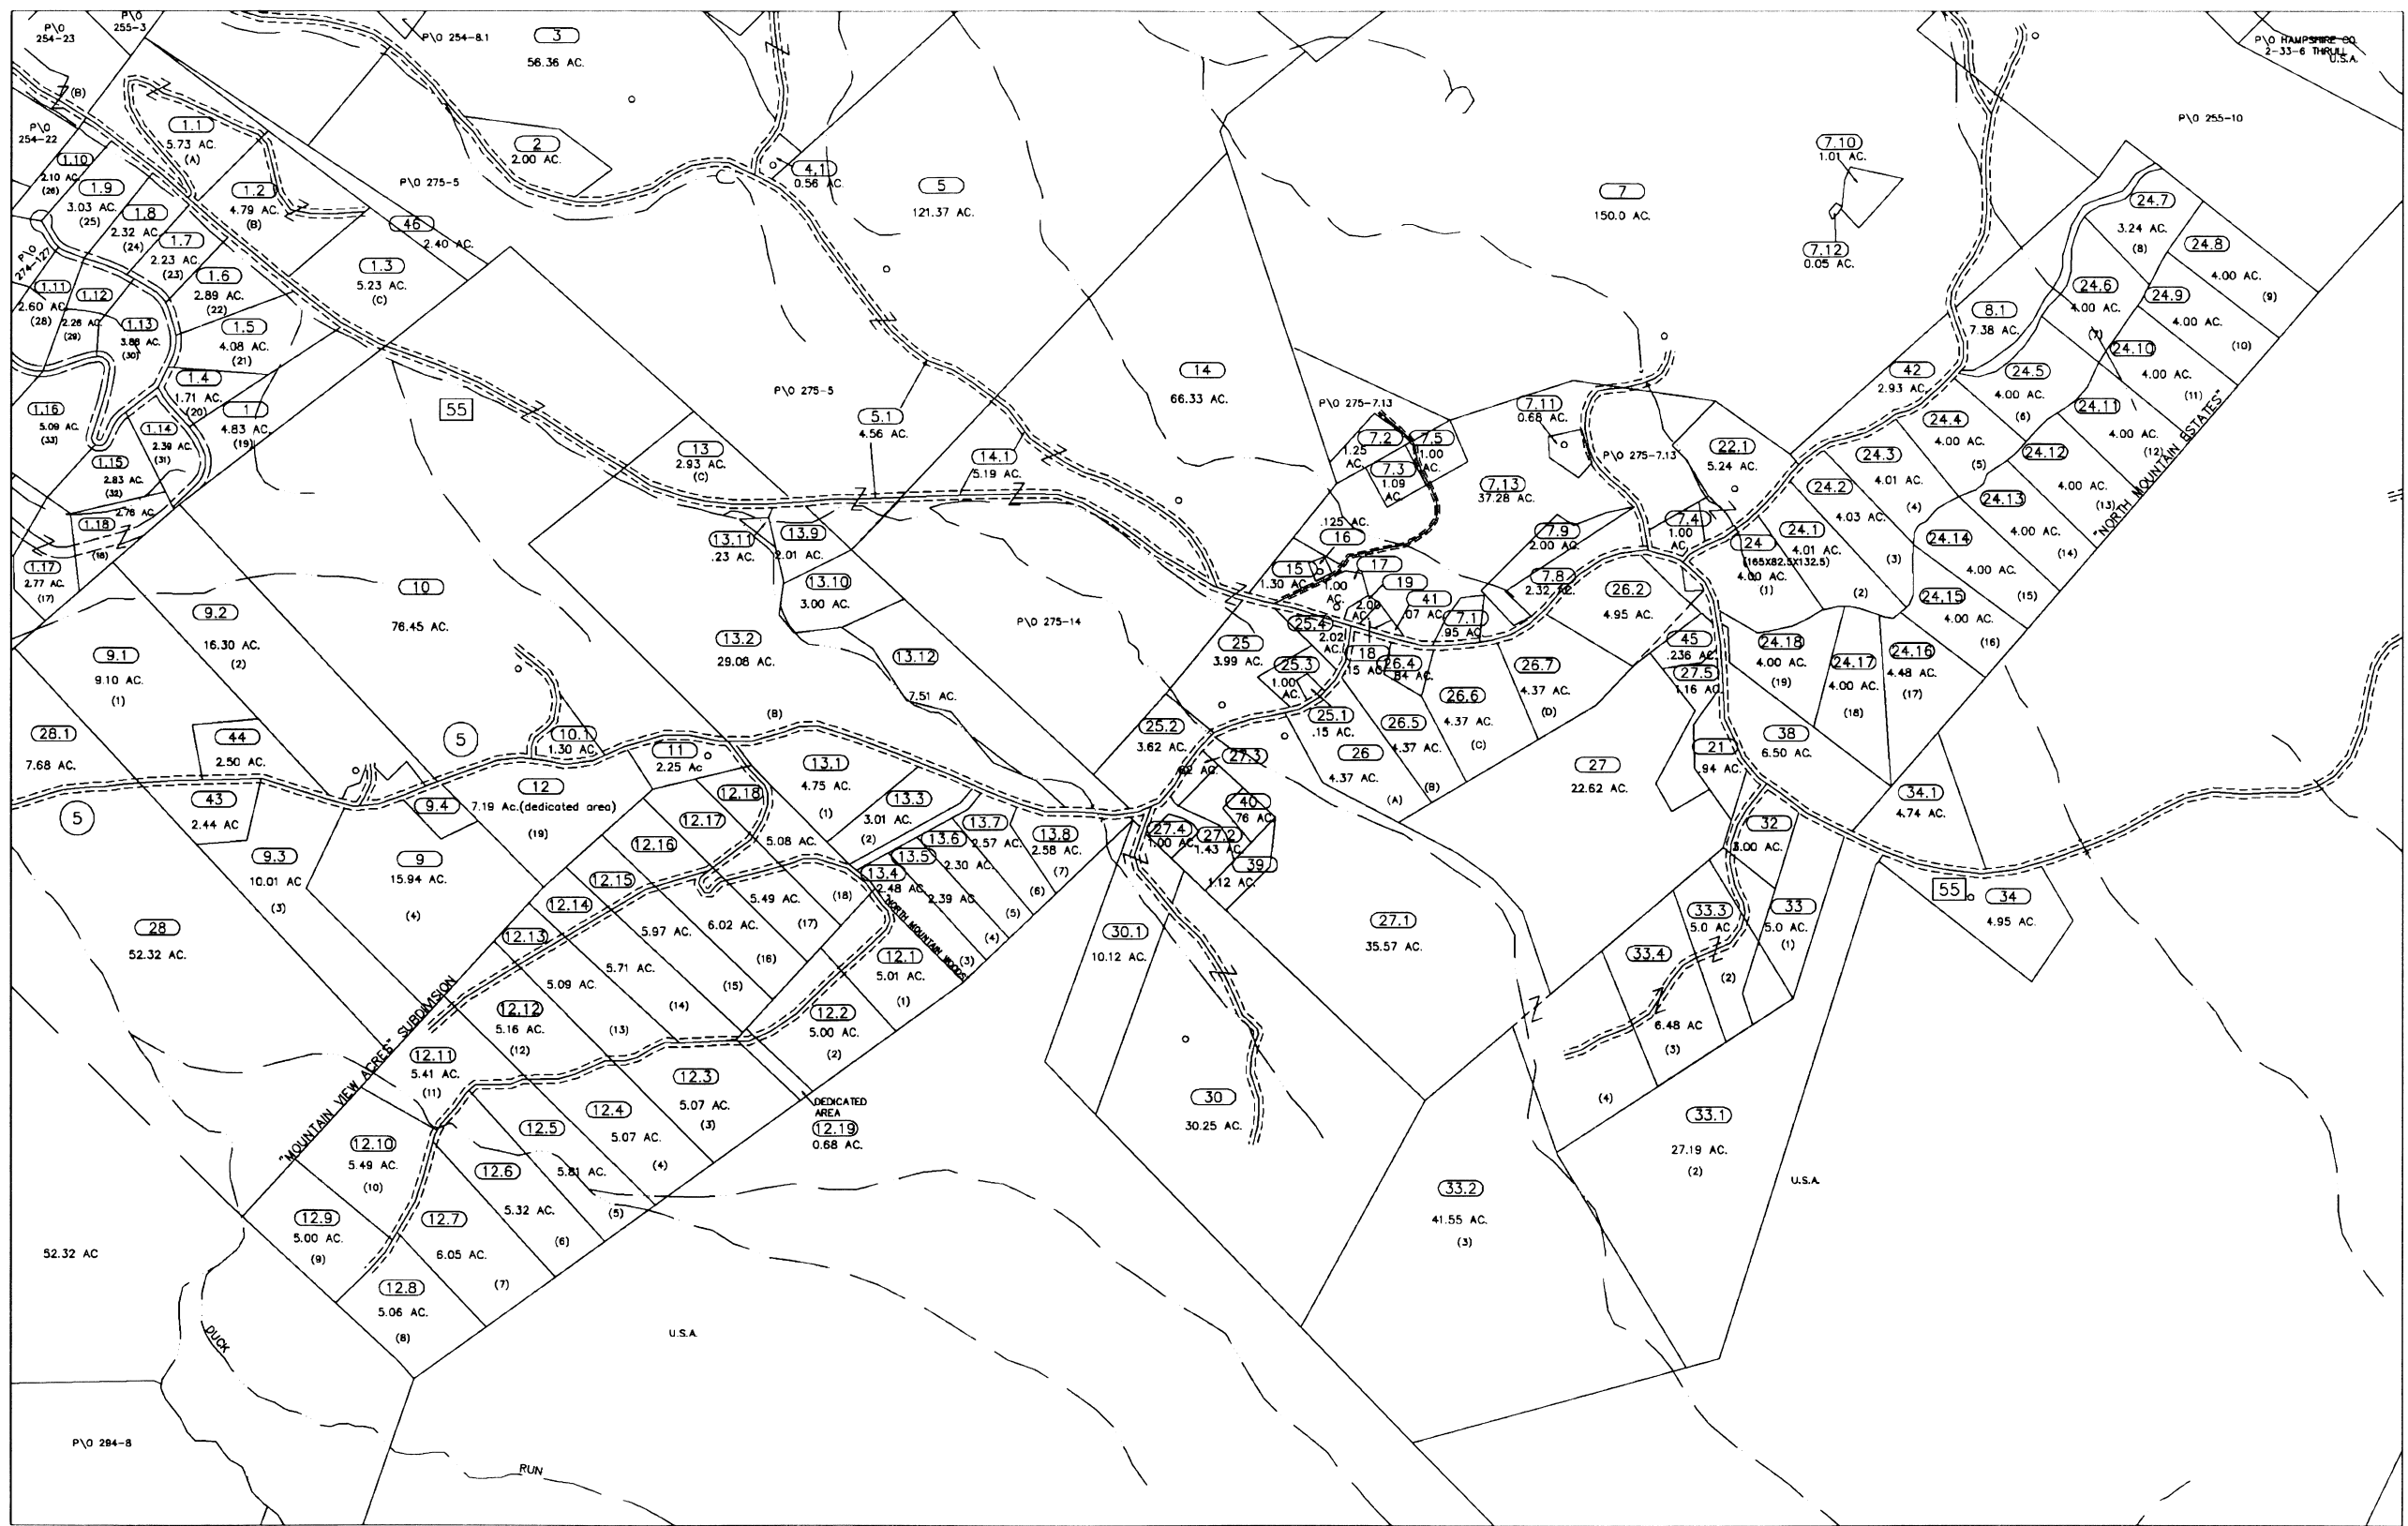 P\O
254-23
P\O
255-3
P\O 254-8.1
3
56.36 AC.
P\O HAMPSHIRE CO.
2-33-6 THRU
U.S.A.
(B)
P\O
254-22
1.1
5.73 AC.
(A)
2
2.00 AC.
4.1
0.56 AC.
P\O 255-10
7.10
1.01 AC.
1.10
2.10 AC.
(26)
1.9
3.03 AC.
(25)
1.2
4.79 AC.
(B)
P\O 275-5
5
121.37 AC.
7
150.0 AC.
7.12
0.05 AC.
24.7
3.24 AC.
(8)
24.8
4.00 AC.
(9)
1.8
2.32 AC.
(24)
1.7
2.23 AC.
(23)
46
2.40 AC.
P\O
274-127
1.6
2.89 AC.
(22)
1.3
5.23 AC.
(C)
1.11
2.60 AC.
(28)
1.12
2.26 AC.
(29)
1.13
3.88 AC.
(30)
1.5
4.08 AC.
(21)
24.6
4.00 AC.
(7)
24.9
4.00 AC.
(10)
8.1
7.38 AC.
24.10
4.00 AC.
(11)
1.4
1.71 AC.
(20)
1
4.83 AC.
(19)
55
P\O 275-5
14
66.33 AC.
42
2.93 AC.
24.5
4.00 AC.
(6)
1.16
5.09 AC.
(33)
1.14
2.39 AC.
(31)
1.15
2.83 AC.
(32)
5.1
4.56 AC.
P\O 275-7.13
7.11
0.68 AC.
24.11
4.00 AC.
(12)
24.4
4.00 AC.
(5)
"NORTH MOUNTAIN ESTATES"
13
2.93 AC.
(C)
14.1
5.19 AC.
7.2
1.25
AC.
7.5
1.00
AC.
7.3
1.09
AC.
7.13
37.28 AC.
P\O 275-7.13
22.1
5.24 AC.
24.3
4.01 AC.
(4)
24.12
4.00 AC.
(13)
2.76 AC.
1.18
(18)
1.17
2.77 AC.
(17)
13.11
.23 AC.
13.9
2.01 AC.
.125 AC.
16
7.9
2.00 AC.
7.4
1.00
AC.
24.2
4.03 AC.
(3)
24.13
4.00 AC.
(14)
24
(165X82.5X132.5)
4.00 AC.
(1)
24.1
4.01 AC.
(2)
24.14
4.00 AC.
(15)
10
76.45 AC.
9.2
16.30 AC.
(2)
13.10
3.00 AC.
15
1.30 AC.
17
1.00
AC.
19
2.00
AC.
41
.07 AC.
7.1
.95 AC.
7.8
2.32 AC.
26.2
4.95 AC.
24.15
4.00 AC.
(16)
P\O 275-14
9.1
9.10 AC.
(1)
13.2
29.08 AC.
(B)
13.12
7.51 AC.
25
3.99 AC.
25.4
2.02
AC.
25.3
1.00
AC.
18
.15 AC.
26.4
.84 AC.
26.7
4.37 AC.
(D)
45
.236 AC.
27.5
1.16 AC.
24.18
4.00 AC.
(19)
24.17
4.00 AC.
(18)
24.16
4.48 AC.
(17)
26.6
4.37 AC.
(C)
28.1
7.68 AC.
44
2.50 AC.
5
10.1
1.30 AC.
11
2.25 Ac
25.2
3.62 AC.
25.1
.15 AC.
26.5
4.37 AC.
(B)
26
4.37 AC.
(A)
21
.94 AC.
38
6.50 AC.
27
22.62 AC.
5
43
2.44 AC
9.4
12
7.19 Ac.(dedicated area)
(19)
12.18
5.08 AC.
(18)
13.1
4.75 AC.
(1)
13.3
3.01 AC.
(2)
27.3
40
.76 AC.
34.1
4.74 AC.
12.17
5.49 AC.
(17)
13.6
2.30 AC.
(5)
13.7
2.57 AC.
(6)
13.8
2.58 AC.
(7)
27.4
1.00 AC.
27.2
1.43 AC.
32
3.00 AC.
9.3
10.01 AC
(3)
9
15.94 AC.
(4)
12.16
6.02 AC.
(16)
13.5
2.39 AC.
(4)
13.4
2.48 AC.
(3)
39
1.12 AC.
12.15
5.97 AC.
(15)
"NORTH MOUNTAIN WOODS"
55
34
4.95 AC.
28
52.32 AC.
12.14
5.71 AC.
(14)
12.13
5.09 AC.
(13)
12.1
5.01 AC.
(1)
30.1
10.12 AC.
27.1
35.57 AC.
33.3
5.0 AC.
(2)
33
5.0 AC.
(1)
33.4
6.48 AC
(3)
"MOUNTAIN VIEW ACRES" SUBDIVISION
12.12
5.16 AC.
(12)
12.2
5.00 AC.
(2)
12.11
5.41 AC.
(11)
12.3
5.07 AC.
(3)
DEDICATED
AREA
12.19
0.68 AC.
30
30.25 AC.
(4)
33.1
27.19 AC.
(2)
12.10
5.49 AC.
(10)
12.5
5.81 AC.
(5)
12.4
5.07 AC.
(4)
12.6
5.32 AC.
(6)
33.2
41.55 AC.
(3)
U.S.A.
12.9
5.00 AC.
(9)
12.7
6.05 AC.
(7)
52.32 AC
12.8
5.06 AC.
(8)
U.S.A.
DUCK
P\O 294-8
RUN